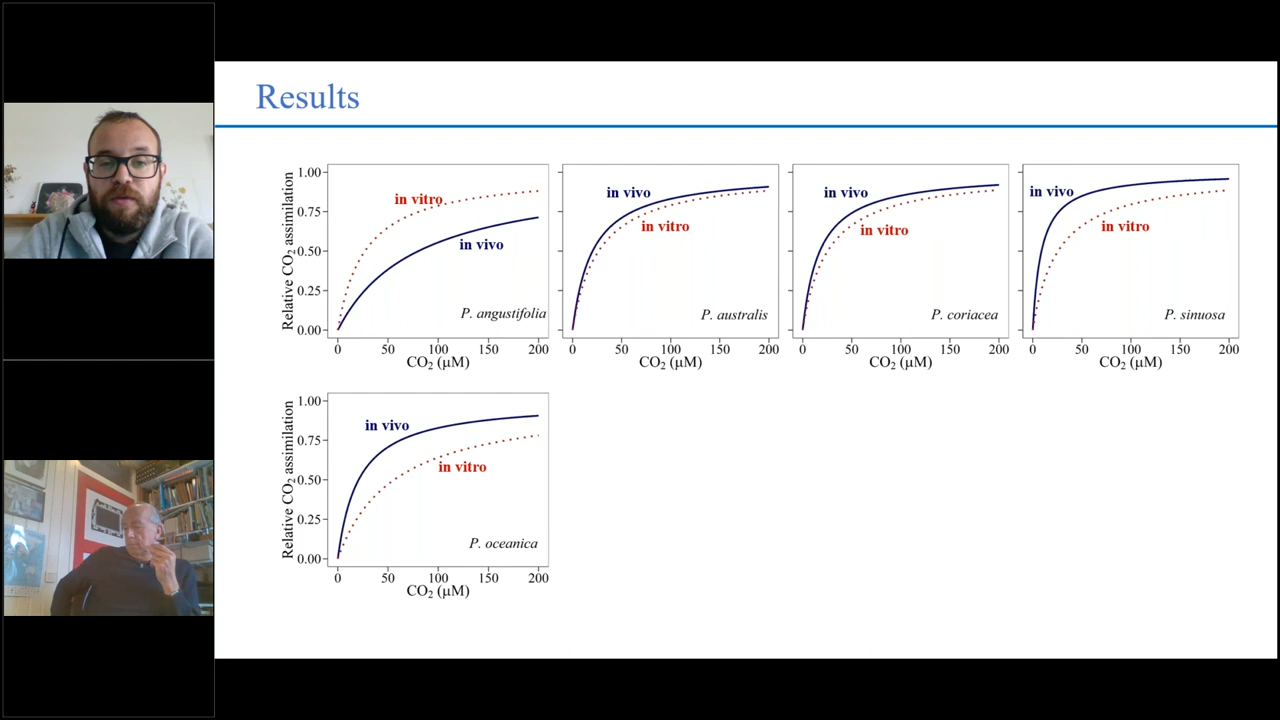 Results
Relative CO₂ assimilation
1.00
0.75
0.50
0.25
0.00
in vitro
in vivo
P. angustifolia
0 50 100 150 200
CO₂ (μM)
in vivo
in vitro
P. australis
0 50 100 150 200
CO₂ (μM)
in vivo
in vitro
P. coriacea
0 50 100 150 200
CO₂ (μM)
in vivo
in vitro
P. sinuosa
0 50 100 150 200
CO₂ (μM)
Relative CO₂ assimilation
1.00
0.75
0.50
0.25
0.00
in vivo
in vitro
P. oceanica
0 50 100 150 200
CO₂ (μM)